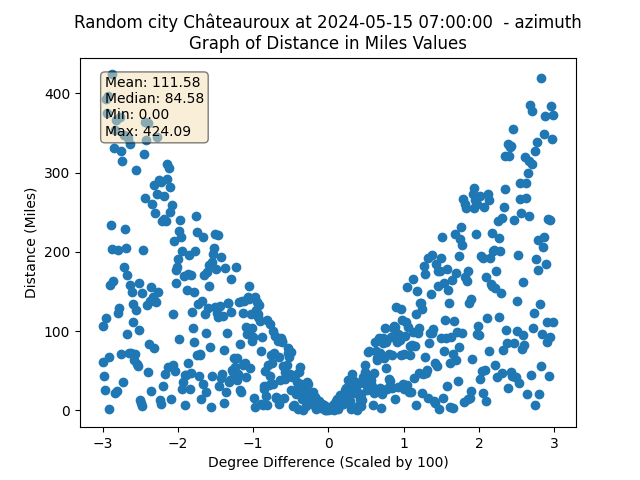 Random city Châteauroux at 2024-05-15 07:00:00  - azimuth
Graph of Distance in Miles Values
Mean: 111.58
Median: 84.58
Min: 0.00
Max: 424.09
Distance (Miles)
400
300
200
100
0
−3 −2 −1 0 1 2 3
Degree Difference (Scaled by 100)